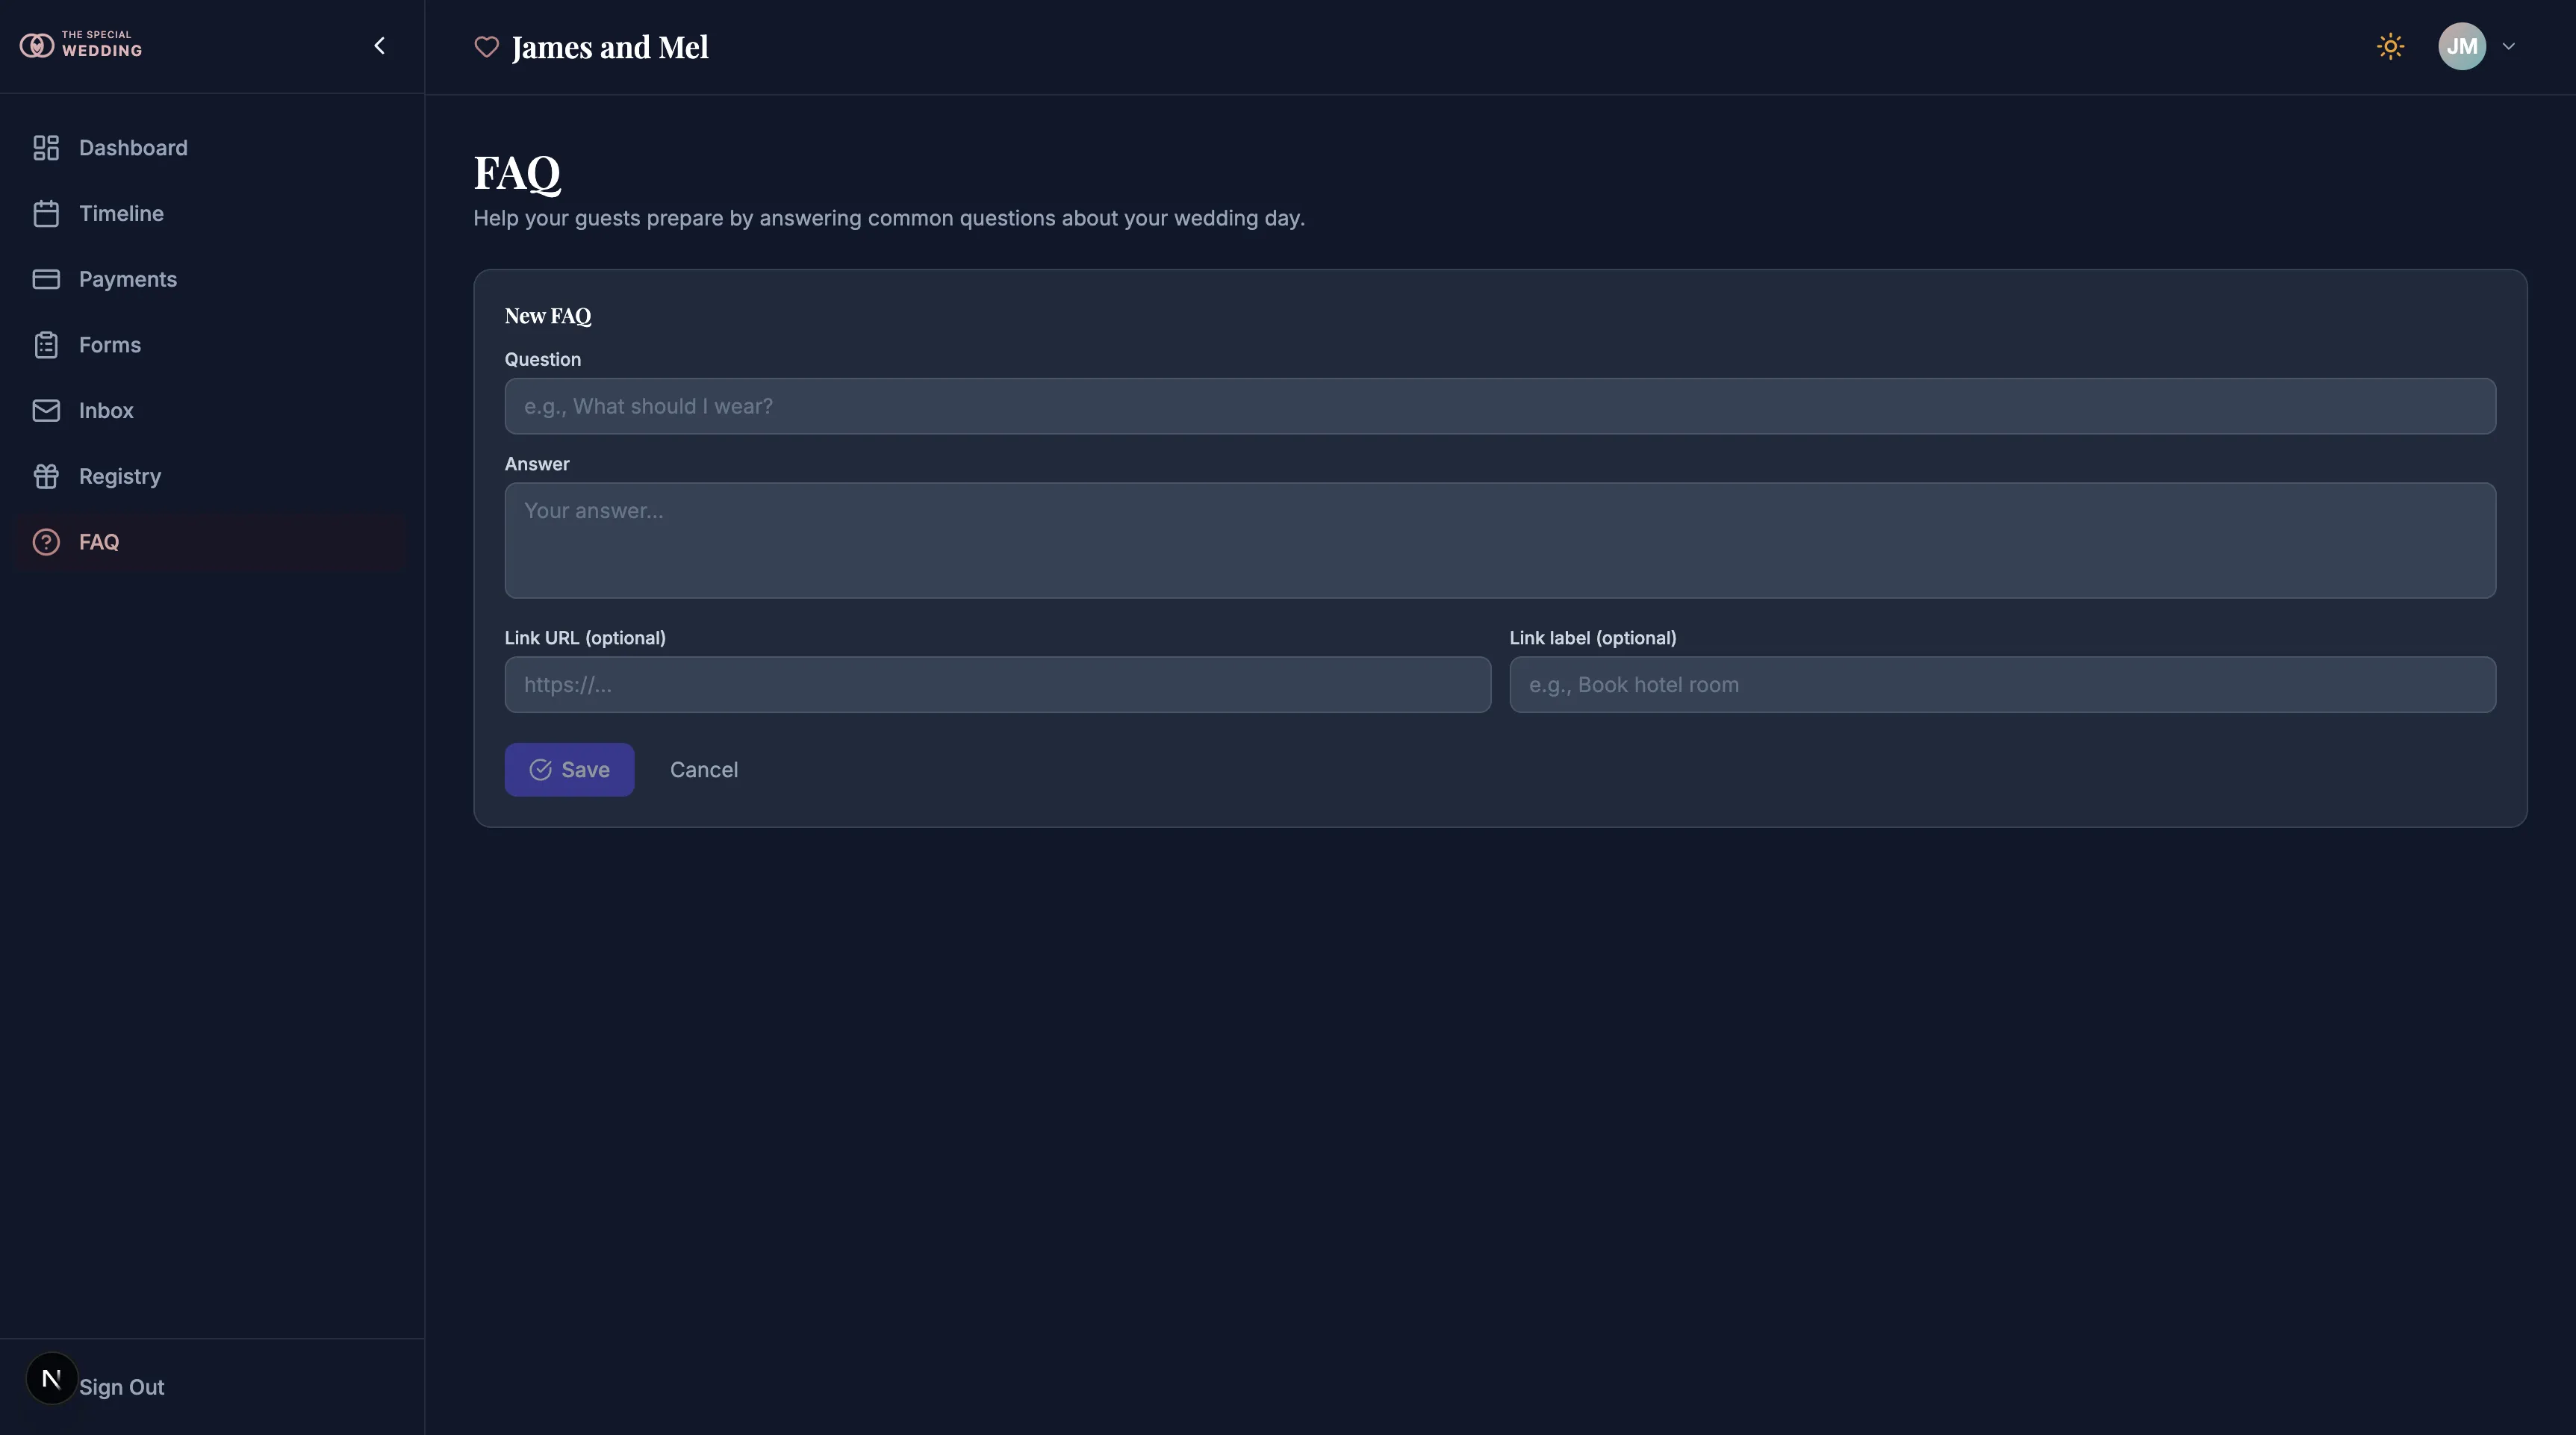 THE SPECIAL
WEDDING
James and Mel
JM
Dashboard
Timeline
Payments
Forms
Inbox
Registry
FAQ
N
Sign Out
FAQ
Help your guests prepare by answering common questions about your wedding day.
New FAQ
Question
e.g., What should I wear?
Answer
Your answer...
Link URL (optional)
https://...
Link label (optional)
e.g., Book hotel room
Save
Cancel